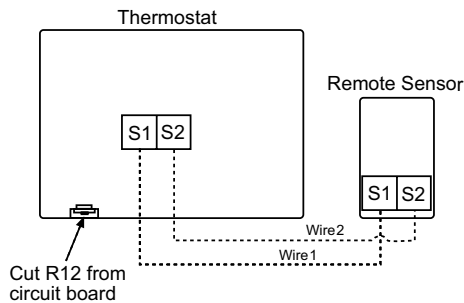 Thermostat
Remote Sensor
S1 S2
S1 S2
Wire2
Wire1
Cut R12 from
circuit board